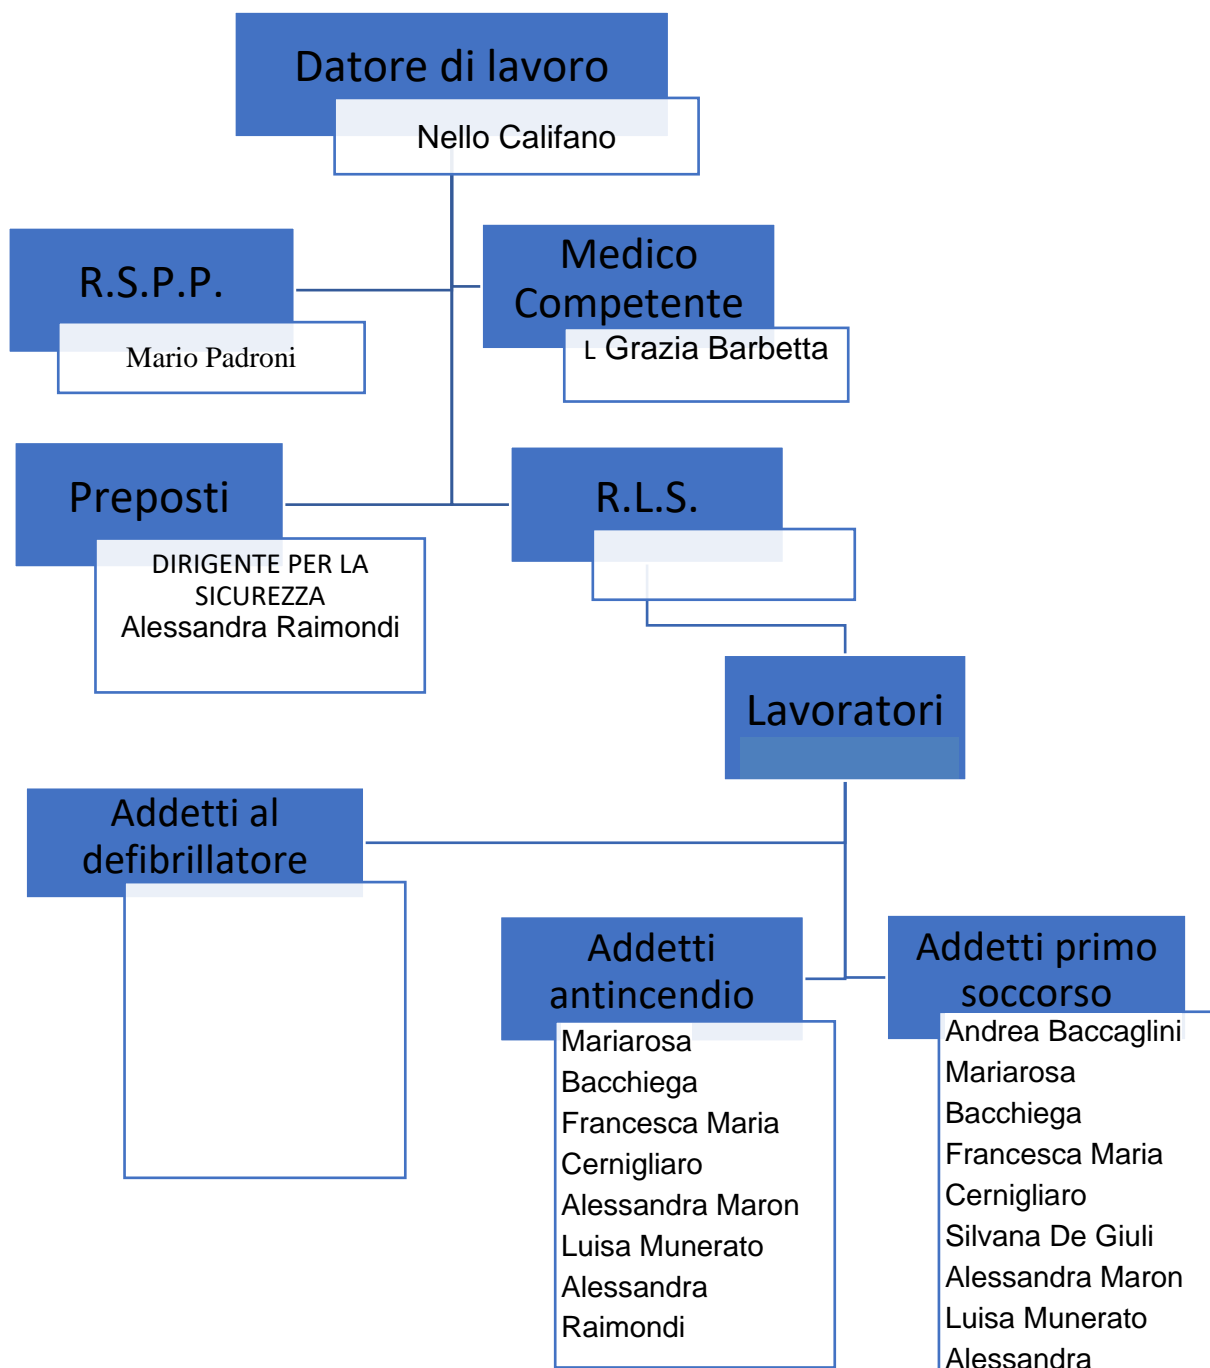 Datore di lavoro
Nello Califano
R.S.P.P.
Mario Padroni
Medico
Competente
L Grazia Barbetta
Preposti
DIRIGENTE PER LA
SICUREZZA
Alessandra Raimondi
R.L.S.
Lavoratori
Addetti al
defibrillatore
Addetti
antincendio
Mariarosa
Bacchiega
Francesca Maria
Cernigliaro
Alessandra Maron
Luisa Munerato
Alessandra
Raimondi
Addetti primo
soccorso
Andrea Baccaglini
Mariarosa
Bacchiega
Francesca Maria
Cernigliaro
Silvana De Giuli
Alessandra Maron
Luisa Munerato
Alessandra